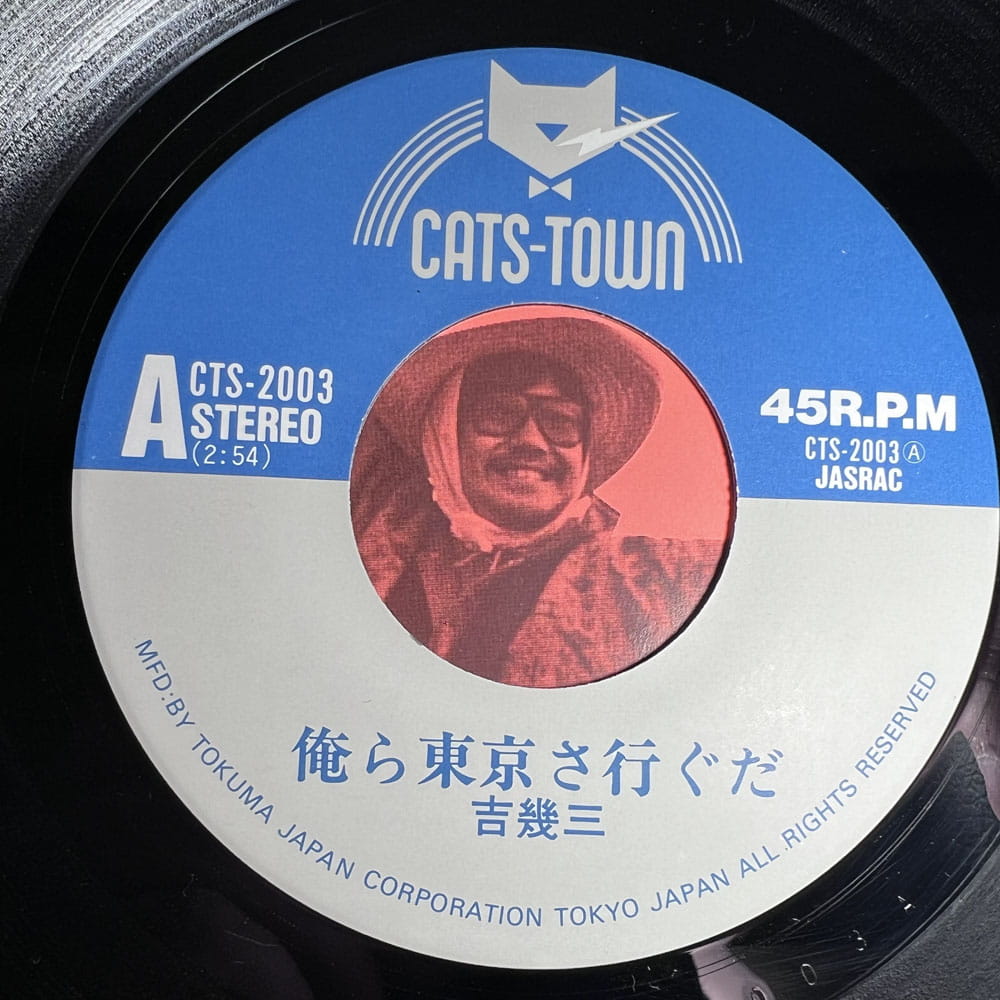 CATS-TOWN
A
CTS-2003
STEREO
(2:54)
45R.P.M
CTS-2003Ⓐ
JASRAC
俺ら東京さ行ぐだ
吉幾三
MFD:BY TOKUMA JAPAN CORPORATION TOKYO JAPAN ALL RIGHTS RESERVED